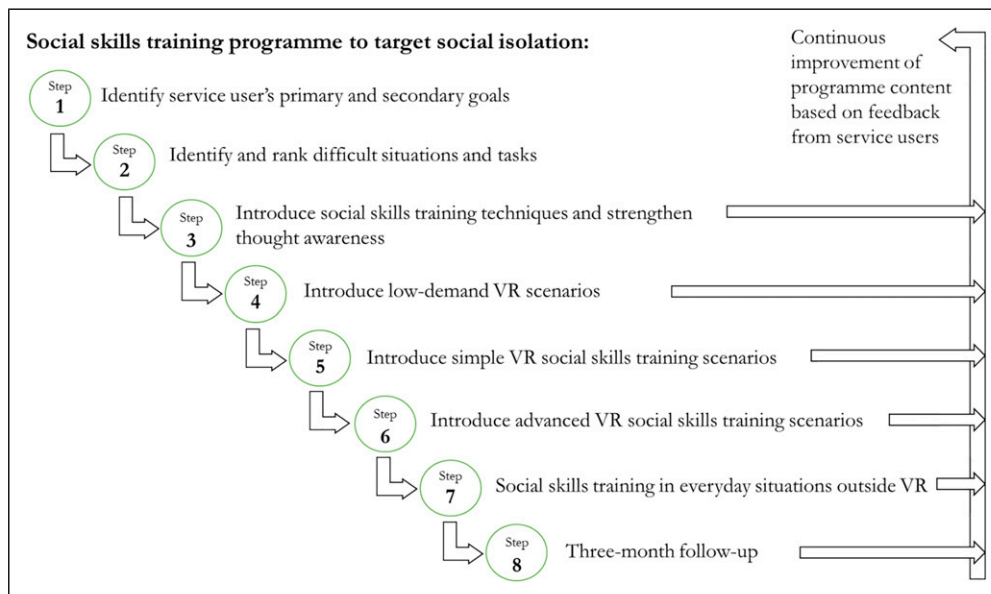 Social skills training programme to target social isolation:
Continuous
improvement of
programme content
based on feedback
from service users
Step
1
Identify service user's primary and secondary goals
Step
2
Identify and rank difficult situations and tasks
Step
3
Introduce social skills training techniques and strengthen
thought awareness
Step
4
Introduce low-demand VR scenarios
Step
5
Introduce simple VR social skills training scenarios
Step
6
Introduce advanced VR social skills training scenarios
Step
7
Social skills training in everyday situations outside VR
Step
8
Three-month follow-up